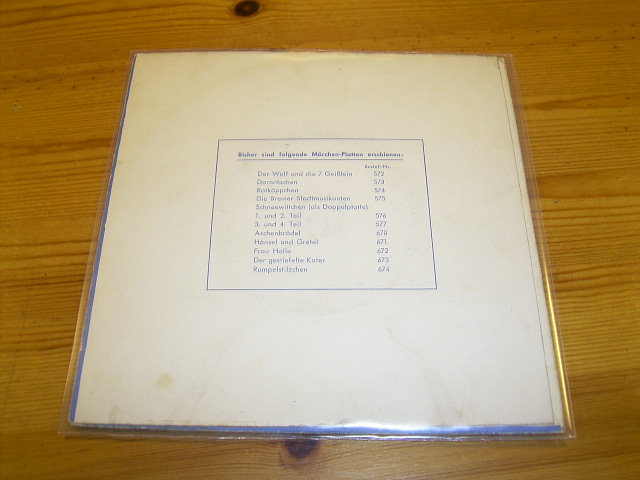 Bisher sind folgende Märchen-Platten erschienen:
Bestell-Nr.
Der Wolf und die 7 Geißlein 572
Dornröschen 573
Rotkäppchen 574
Die Bremer Stadtmusikanten 575
Schneewittchen (als Doppelplatte)
1. und 2. Teil 576
3. und 4. Teil 577
Aschenbrödel 670
Hänsel und Gretel 671
Frau Holle 672
Der gestiefelte Kater 673
Rumpelstilzchen 674